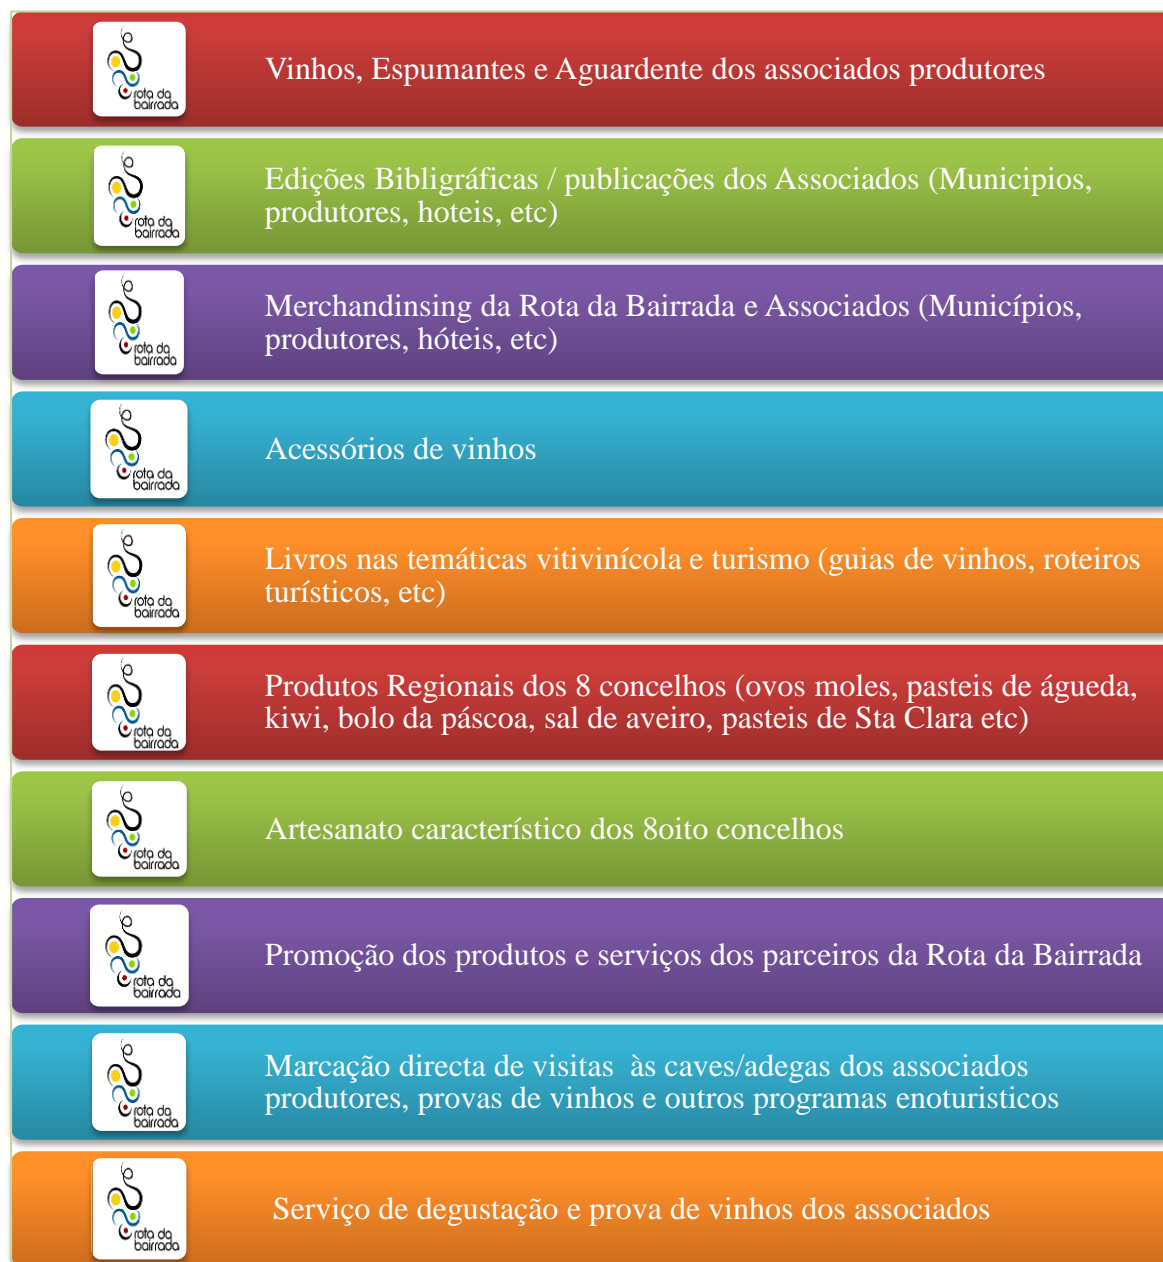 rota da
bairrada
Vinhos, Espumantes e Aguardente dos associados produtores
rota da
bairrada
Edições Bibligráficas / publicações dos Associados (Municipios,
produtores, hoteis, etc)
rota da
bairrada
Merchandinsing da Rota da Bairrada e Associados (Municípios,
produtores, hóteis, etc)
rota da
bairrada
Acessórios de vinhos
rota da
bairrada
Livros nas temáticas vitivinícola e turismo (guias de vinhos, roteiros
turísticos, etc)
rota da
bairrada
Produtos Regionais dos 8 concelhos (ovos moles, pasteis de águeda,
kiwi, bolo da páscoa, sal de aveiro, pasteis de Sta Clara etc)
rota da
bairrada
Artesanato característico dos 8oito concelhos
rota da
bairrada
Promoção dos produtos e serviços dos parceiros da Rota da Bairrada
rota da
bairrada
Marcação directa de visitas  às caves/adegas dos associados
produtores, provas de vinhos e outros programas enoturisticos
rota da
bairrada
Serviço de degustação e prova de vinhos dos associados